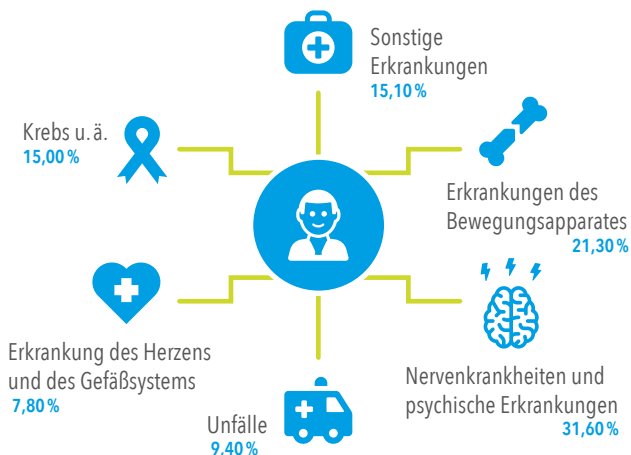 Sonstige
Erkrankungen
15,10 %
Krebs u. ä.
15,00 %
Erkrankungen des
Bewegungsapparates
21,30 %
Erkrankung des Herzens
und des Gefäßsystems
7,80 %
Nervenkrankheiten und
psychische Erkrankungen
31,60 %
Unfälle
9,40 %